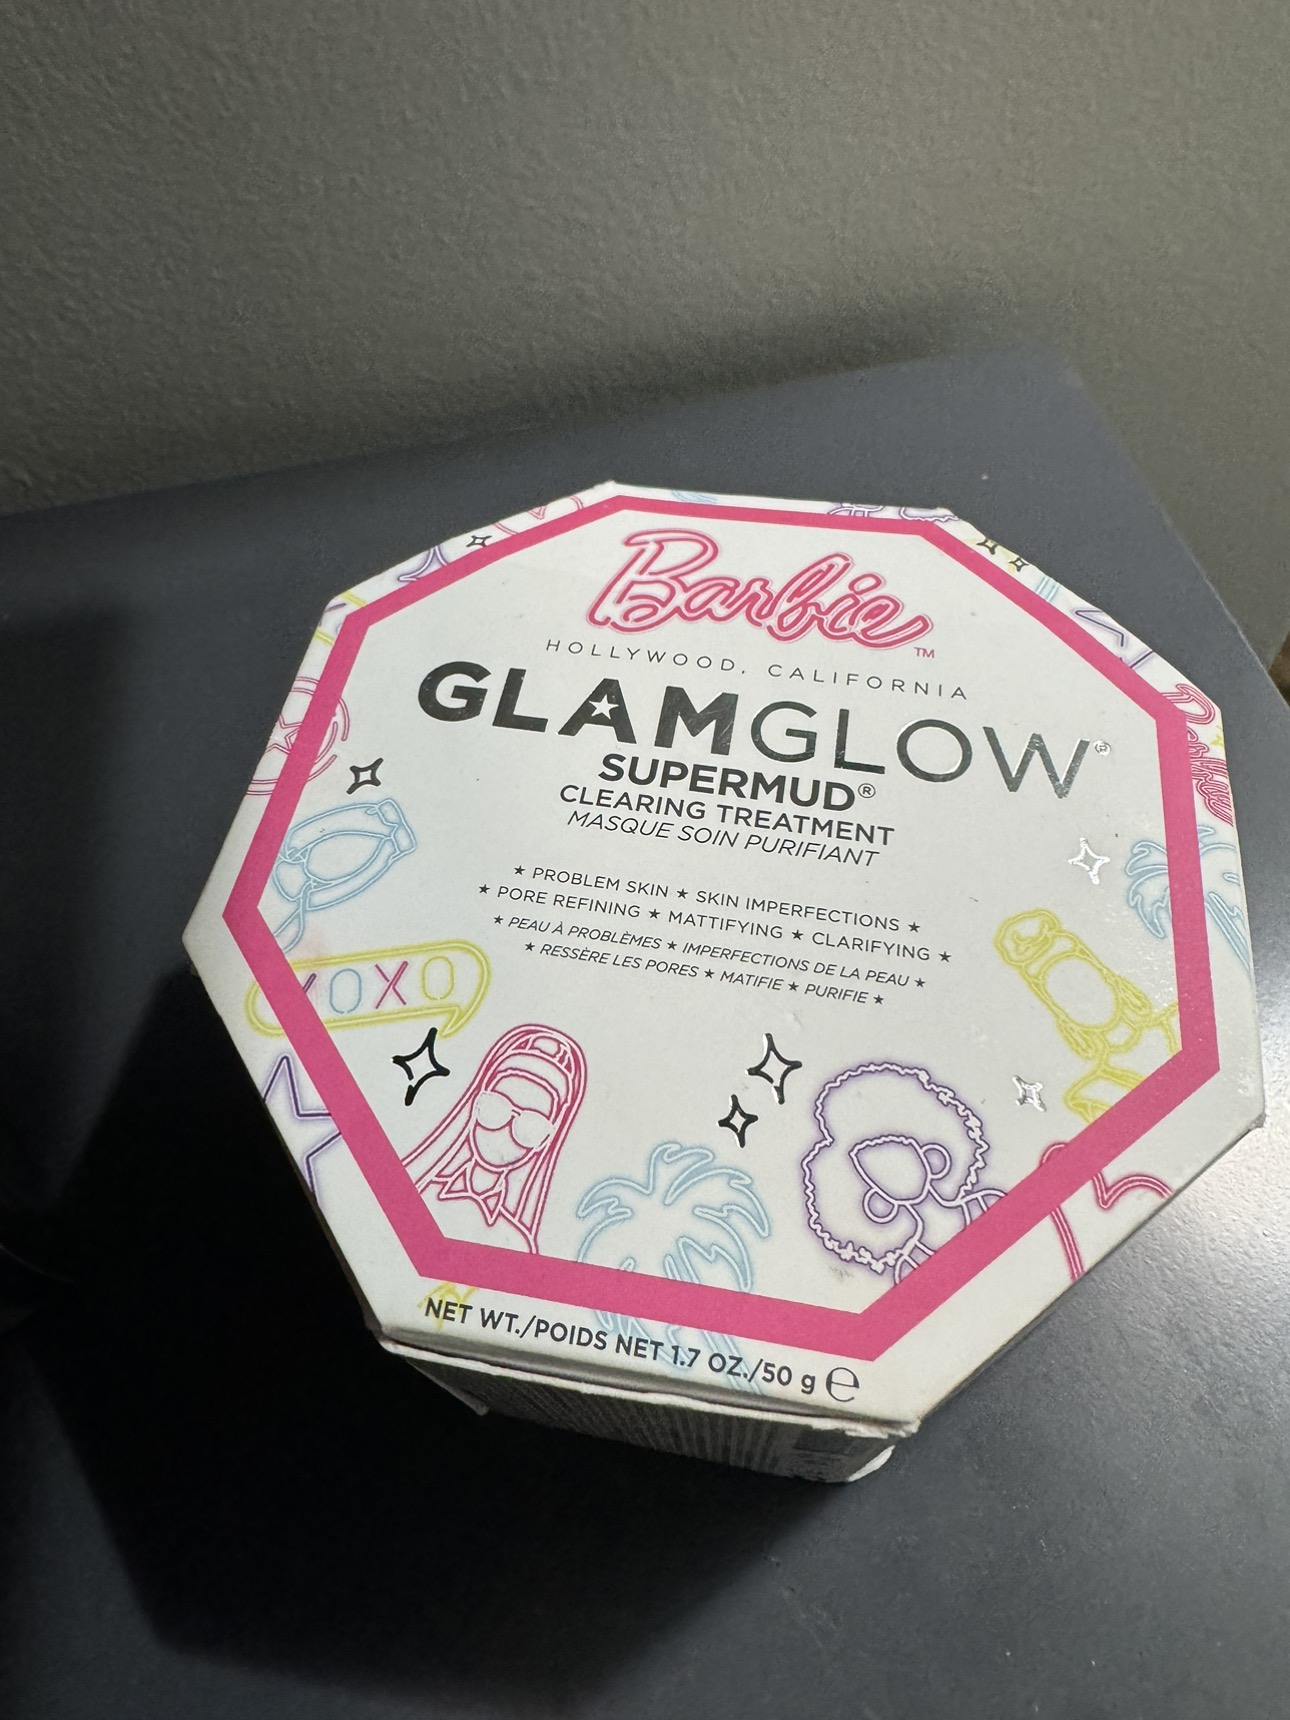 Barbie™
HOLLYWOOD, CALIFORNIA
GLAMGLOW®
SUPERMUD®
CLEARING TREATMENT
MASQUE SOIN PURIFIANT
★ PROBLEM SKIN ★ SKIN IMPERFECTIONS ★
★ PORE REFINING ★ MATTIFYING ★ CLARIFYING ★
★ PEAU À PROBLÈMES ★ IMPERFECTIONS DE LA PEAU ★
★ RESSÈRE LES PORES ★ MATIFIE ★ PURIFIE ★
XOXO
NET WT./POIDS NET 1.7 OZ./50 g ℮